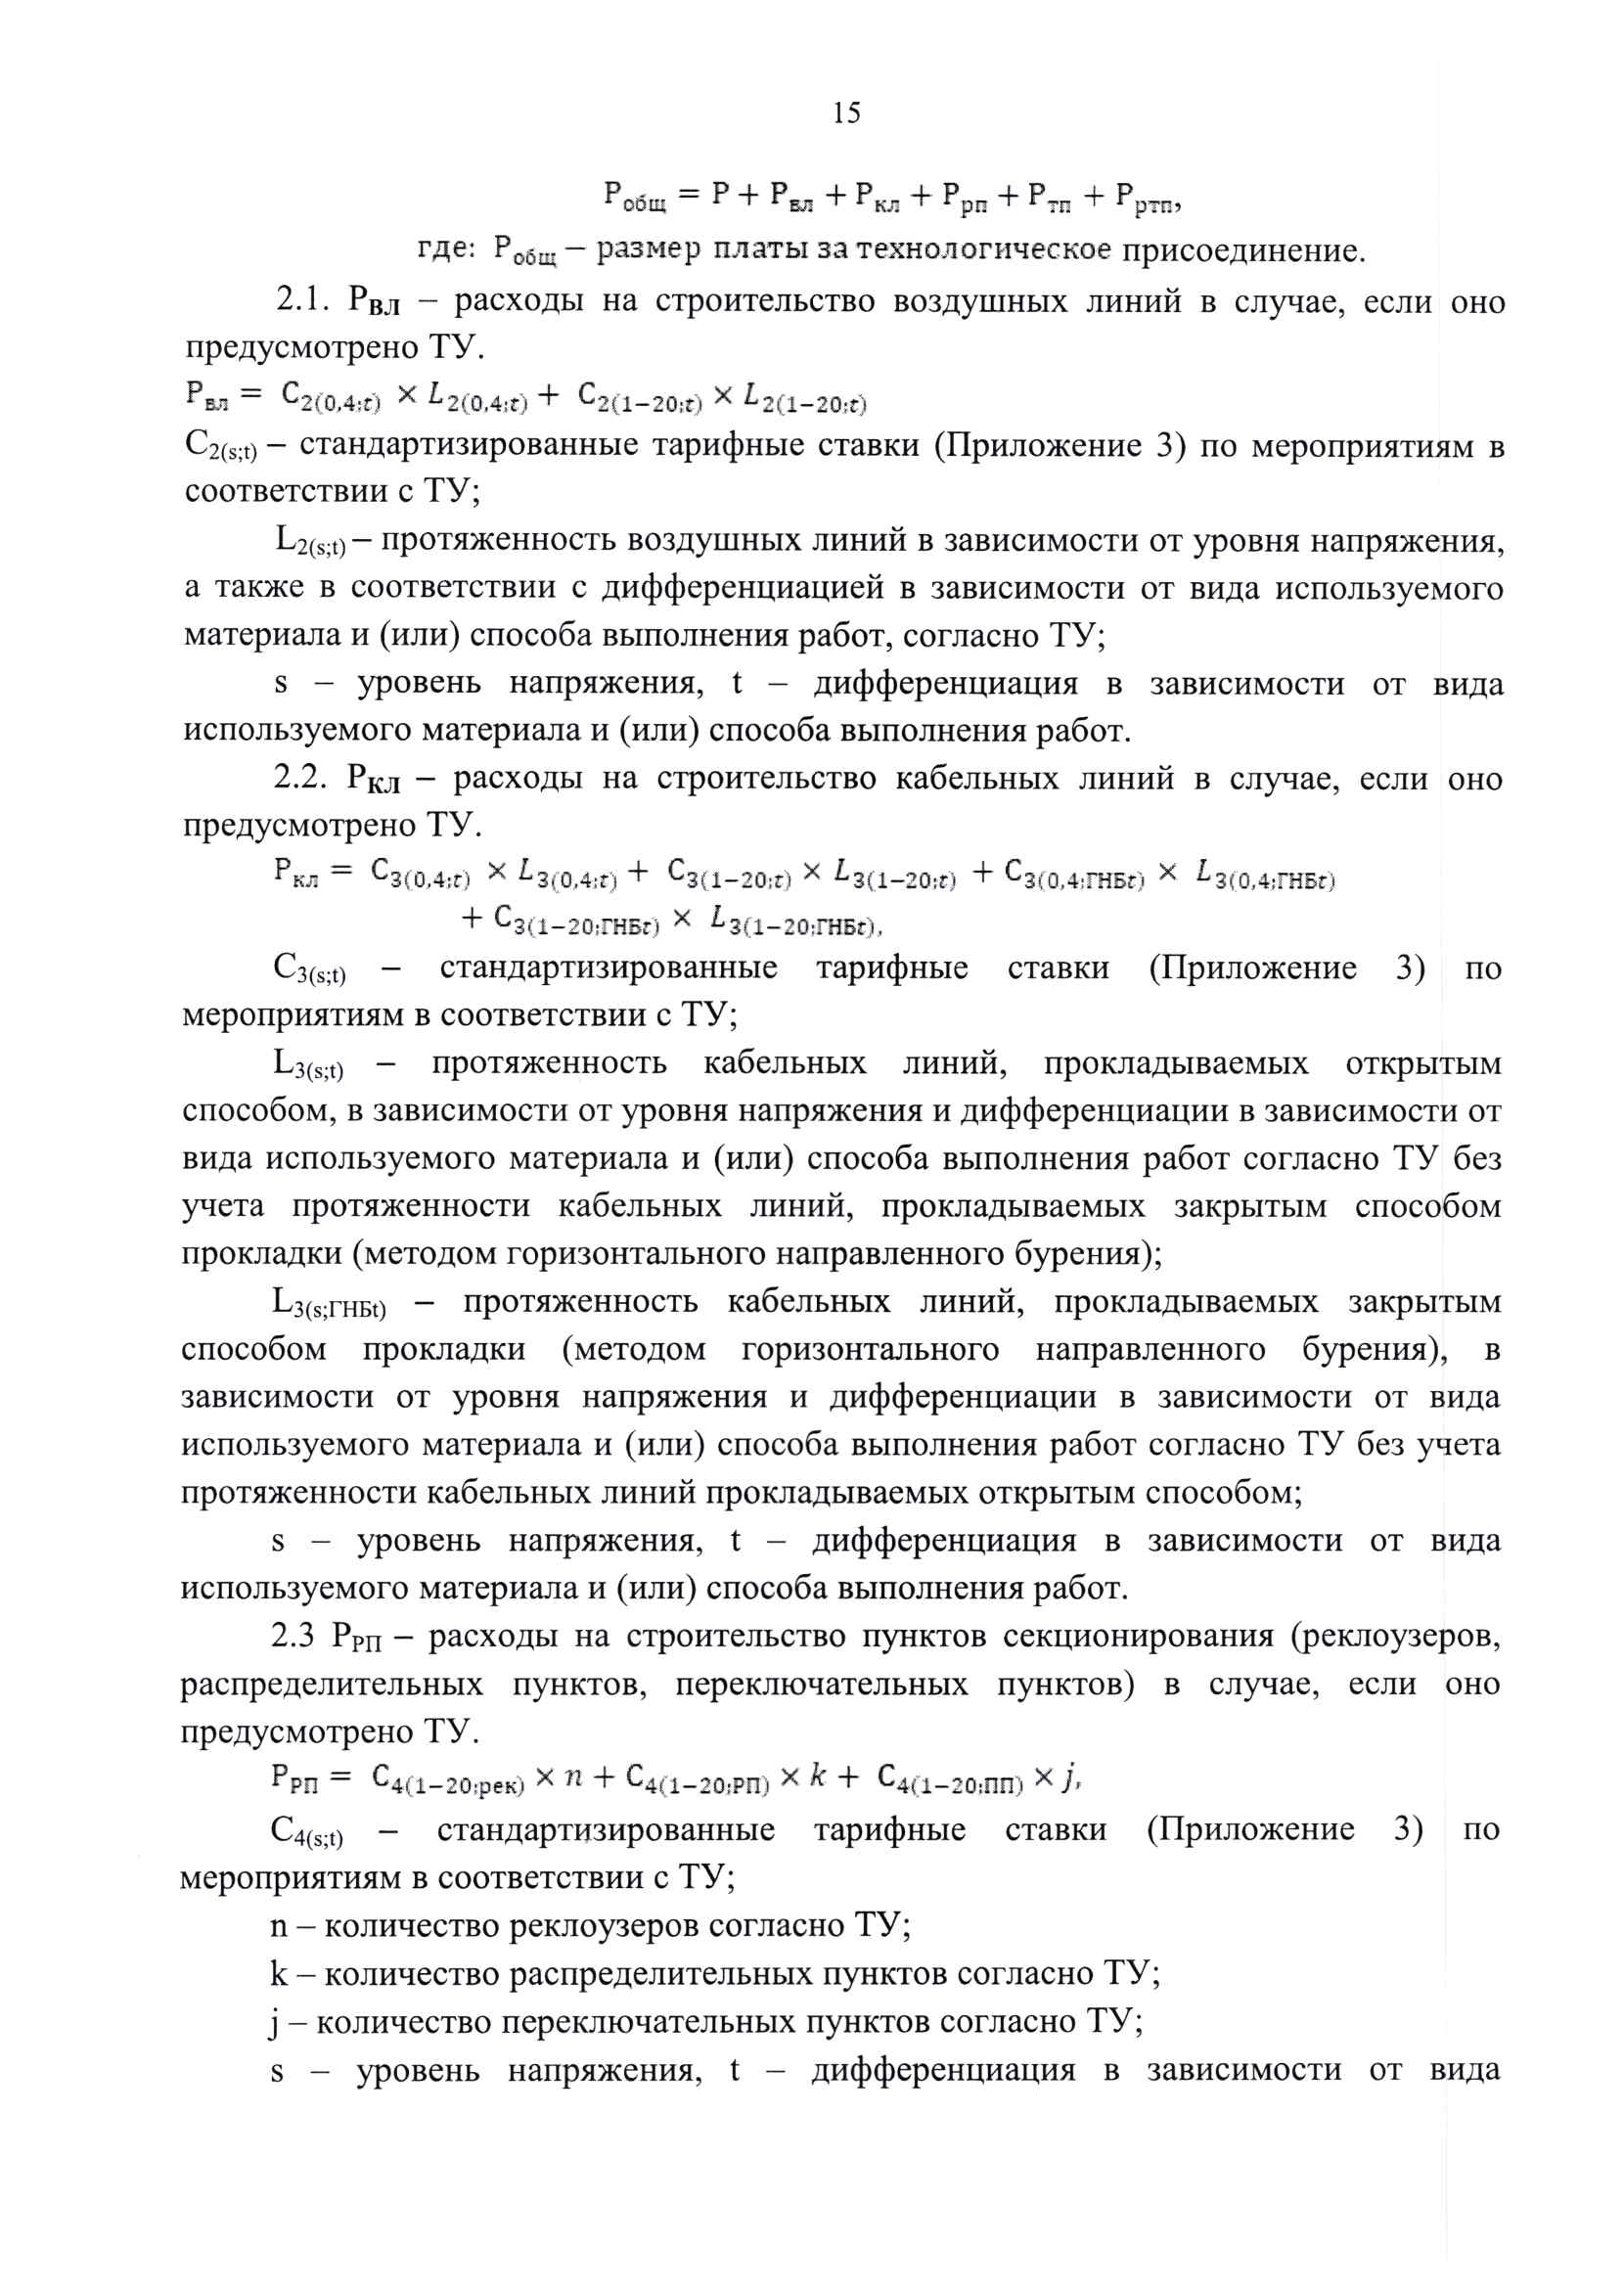 15
Р_общ = Р + Р_вл + Р_кл + Р_рп + Р_тп + Р_ртп,
где: Р_общ – размер платы за технологическое присоединение.
2.1. Р_ВЛ – расходы на строительство воздушных линий в случае, если оно
предусмотрено ТУ.
Р_вл = С_2(0,4;t) × L_2(0,4;t) + С_2(1–20;t) × L_2(1–20;t)
С_2(s;t) – стандартизированные тарифные ставки (Приложение 3) по мероприятиям в
соответствии с ТУ;
L_2(s;t) – протяженность воздушных линий в зависимости от уровня напряжения,
а также в соответствии с дифференциацией в зависимости от вида используемого
материала и (или) способа выполнения работ, согласно ТУ;
s – уровень напряжения, t – дифференциация в зависимости от вида
используемого материала и (или) способа выполнения работ.
2.2. Р_КЛ – расходы на строительство кабельных линий в случае, если оно
предусмотрено ТУ.
Р_кл = С_3(0,4;t) × L_3(0,4;t) + С_3(1–20;t) × L_3(1–20;t) + С_3(0,4;ГНБt) × L_3(0,4;ГНБt)
+ С_3(1–20;ГНБt) × L_3(1–20;ГНБt),
С_3(s;t) – стандартизированные тарифные ставки (Приложение 3) по
мероприятиям в соответствии с ТУ;
L_3(s;t) – протяженность кабельных линий, прокладываемых открытым
способом, в зависимости от уровня напряжения и дифференциации в зависимости от
вида используемого материала и (или) способа выполнения работ согласно ТУ без
учета протяженности кабельных линий, прокладываемых закрытым способом
прокладки (методом горизонтального направленного бурения);
L_3(s;ГНБt) – протяженность кабельных линий, прокладываемых закрытым
способом прокладки (методом горизонтального направленного бурения), в
зависимости от уровня напряжения и дифференциации в зависимости от вида
используемого материала и (или) способа выполнения работ согласно ТУ без учета
протяженности кабельных линий прокладываемых открытым способом;
s – уровень напряжения, t – дифференциация в зависимости от вида
используемого материала и (или) способа выполнения работ.
2.3 Р_РП – расходы на строительство пунктов секционирования (реклоузеров,
распределительных пунктов, переключательных пунктов) в случае, если оно
предусмотрено ТУ.
Р_РП = С_4(1–20;рек) × n + С_4(1–20;РП) × k + С_4(1–20;ПП) × j,
С_4(s;t) – стандартизированные тарифные ставки (Приложение 3) по
мероприятиям в соответствии с ТУ;
n – количество реклоузеров согласно ТУ;
k – количество распределительных пунктов согласно ТУ;
j – количество переключательных пунктов согласно ТУ;
s – уровень напряжения, t – дифференциация в зависимости от вида